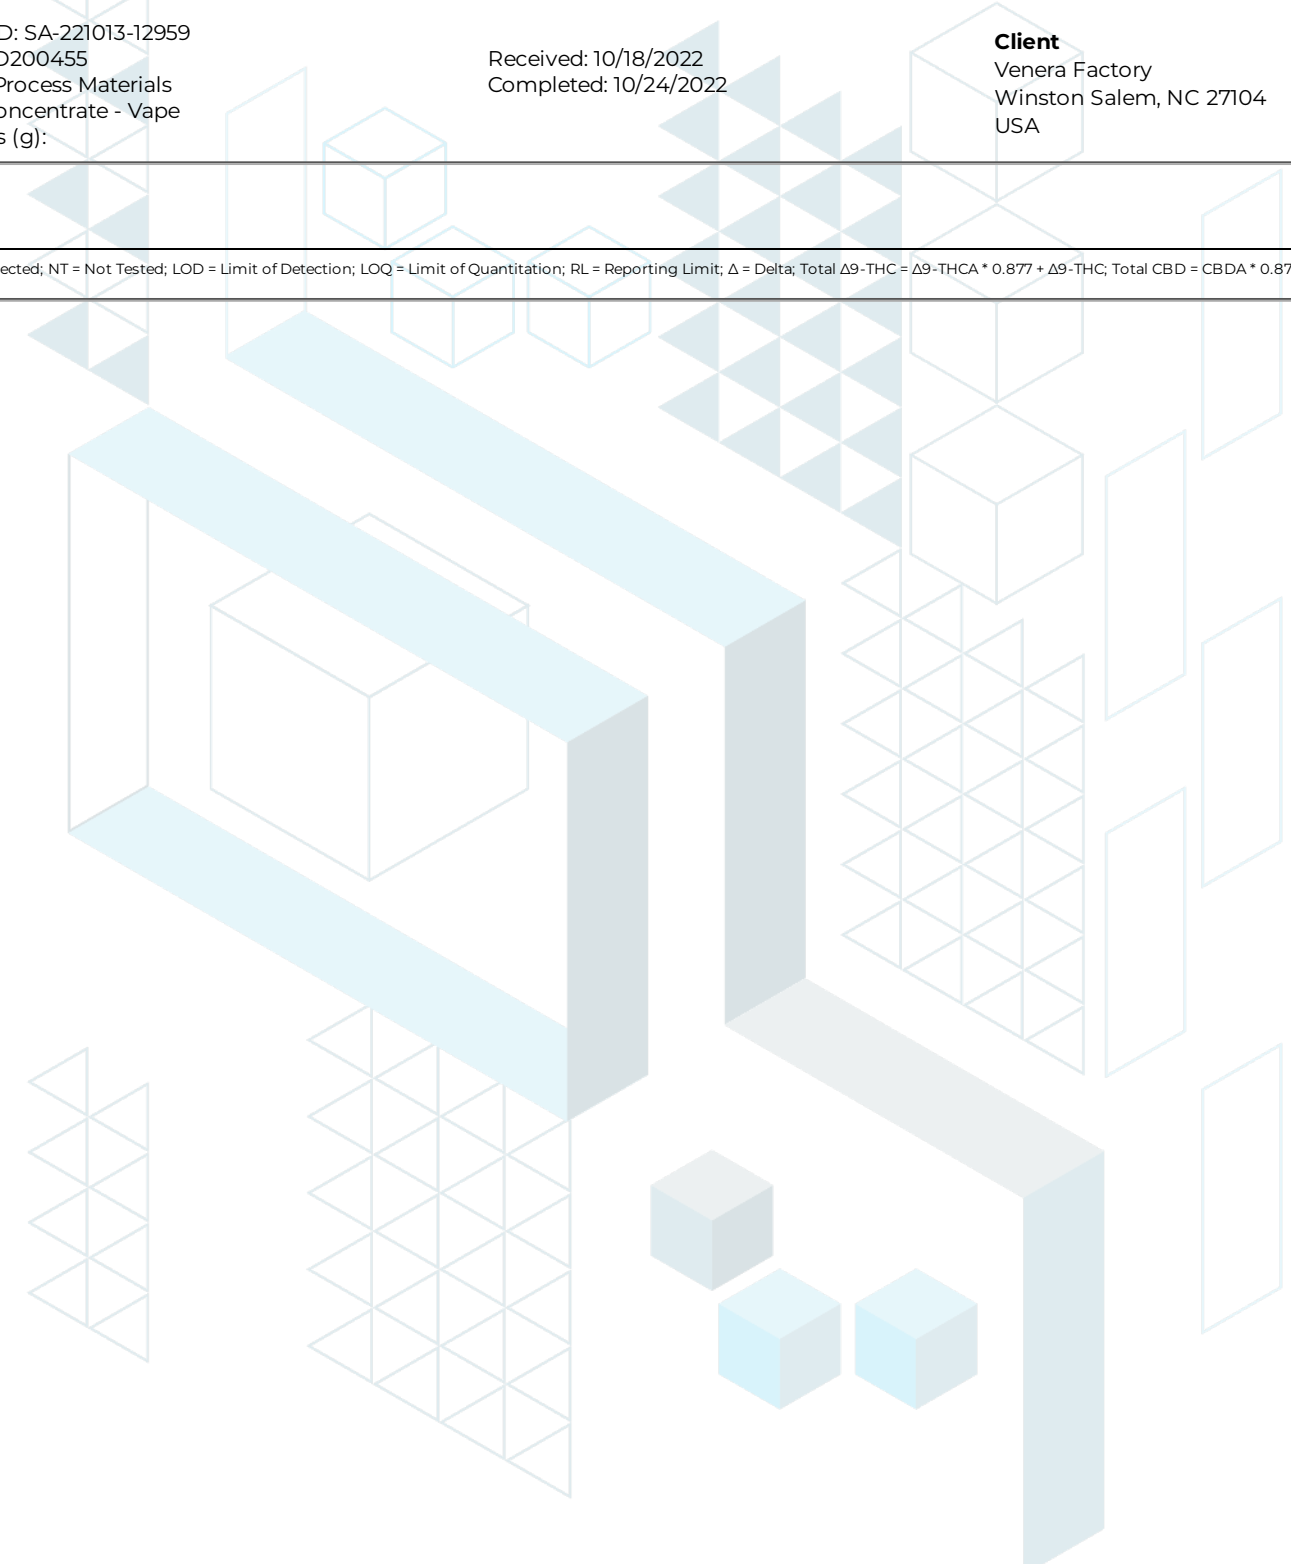 D: SA-221013-12959
D200455
Process Materials
oncentrate - Vape
s (g):
Received: 10/18/2022
Completed: 10/24/2022
Client
Venera Factory
Winston Salem, NC 27104
USA
ected; NT = Not Tested; LOD = Limit of Detection; LOQ = Limit of Quantitation; RL = Reporting Limit; Δ = Delta; Total Δ9-THC = Δ9-THCA * 0.877 + Δ9-THC; Total CBD = CBDA * 0.87